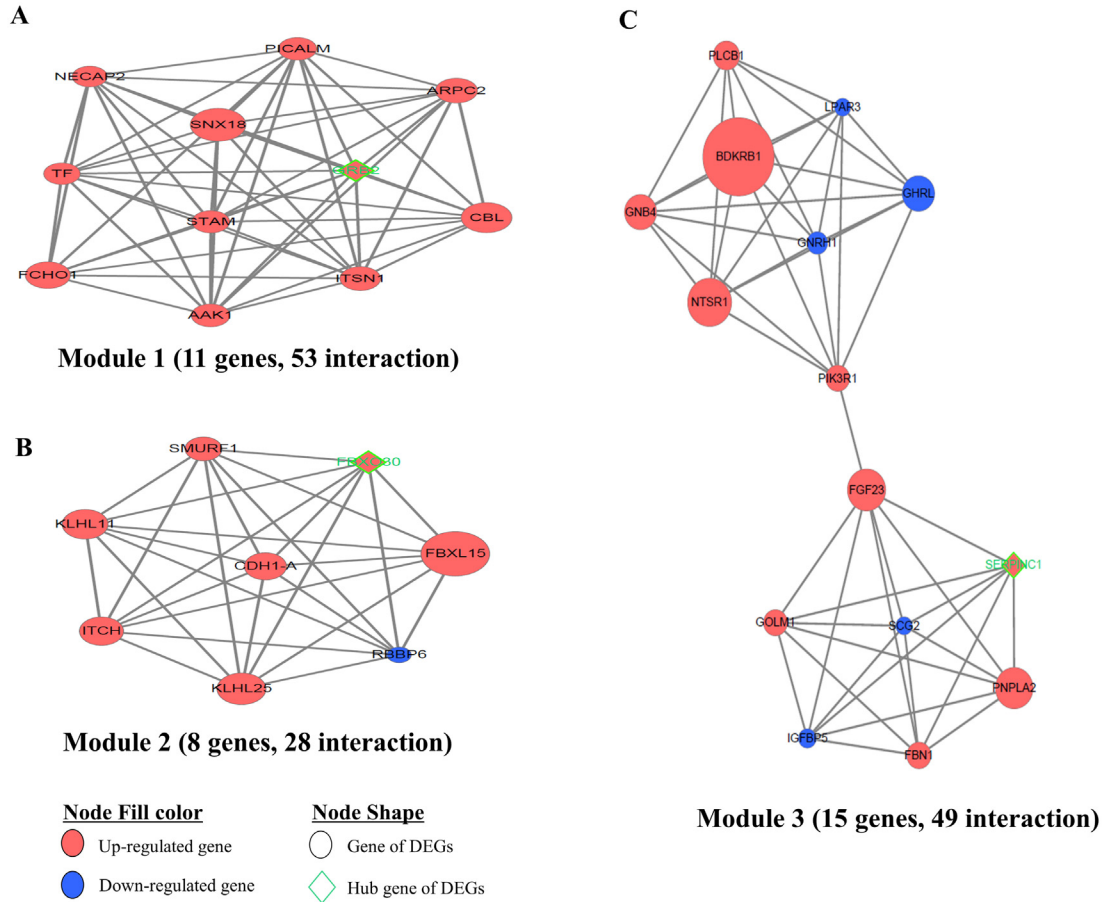 A
PICALM
NECAP2
ARPC2
SNX18
GRB2
TF
STAM
CBL
FCHO1
ITSN1
AAK1
Module 1 (11 genes, 53 interaction)
B
SMURF1
FBXO30
KLHL11
FBXL15
CDH1-A
ITCH
RBBP6
KLHL25
Module 2 (8 genes, 28 interaction)
Node Fill color
Up-regulated gene
Down-regulated gene
Node Shape
Gene of DEGs
Hub gene of DEGs
C
PLCB1
LPAR3
BDKRB1
GHRL
GNB4
GNRH1
NTSR1
PIK3R1
FGF23
SERPINC1
GOLM1
SCG2
PNPLA2
IGFBP5
FBN1
Module 3 (15 genes, 49 interaction)